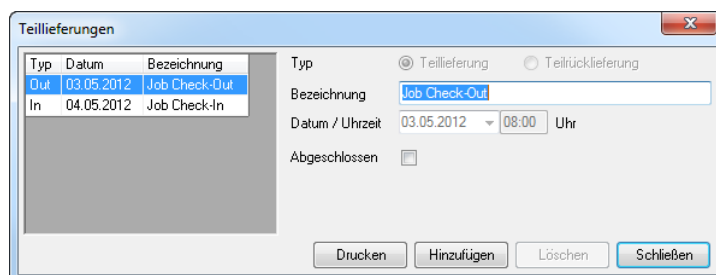 Teillieferungen
Typ Datum Bezeichnung
Out 03.05.2012 Job Check-Out
In 04.05.2012 Job Check-In
Typ Teillieferung Teilrücklieferung
Bezeichnung Job Check-Out
Datum / Uhrzeit 03.05.2012 08:00 Uhr
Abgeschlossen
Drucken Hinzufügen Löschen Schließen